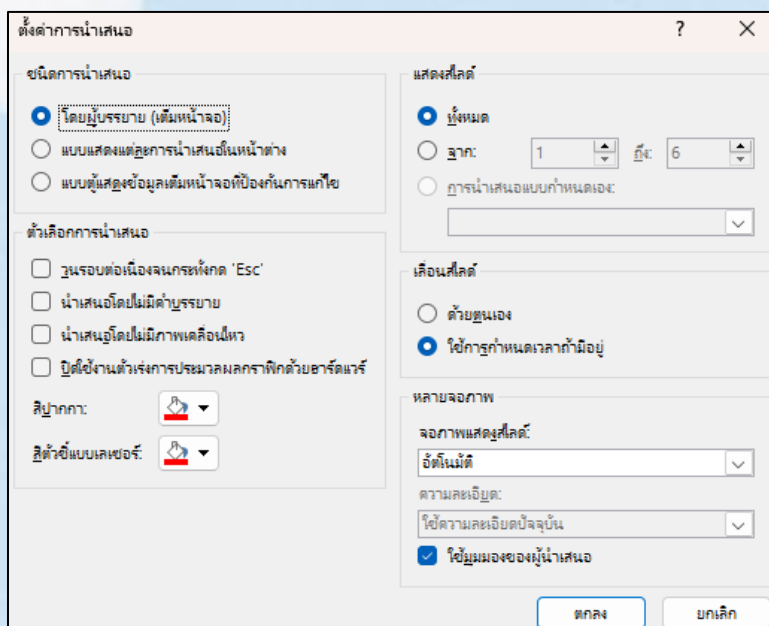 ตั้งค่าการนำเสนอ
ชนิดการนำเสนอ
โดยผู้บรรยาย (เต็มหน้าจอ)
แบบแสดงแต่ละการนำเสนอในหน้าต่าง
แบบตู้แสดงข้อมูลเต็มหน้าจอที่ป้องกันการแก้ไข
ตัวเลือกการนำเสนอ
วนรอบต่อเนื่องจนกระทั่งกด 'Esc'
นำเสนอโดยไม่มีคำบรรยาย
นำเสนอโดยไม่มีภาพเคลื่อนไหว
ปิดใช้งานตัวเร่งการประมวลผลกราฟิกด้วยฮาร์ดแวร์
สีปากกา:
สีตัวชี้แบบเลเซอร์:
แสดงสไลด์
ทั้งหมด
จาก: 1 ถึง: 6
การนำเสนอแบบกำหนดเอง:
เลื่อนสไลด์
ด้วยตนเอง
ใช้การกำหนดเวลาถ้ามีอยู่
หลายจอภาพ
จอภาพแสดงสไลด์:
อัตโนมัติ
ความละเอียด:
ใช้ความละเอียดปัจจุบัน
ใช้มุมมองของผู้นำเสนอ
ตกลง ยกเลิก